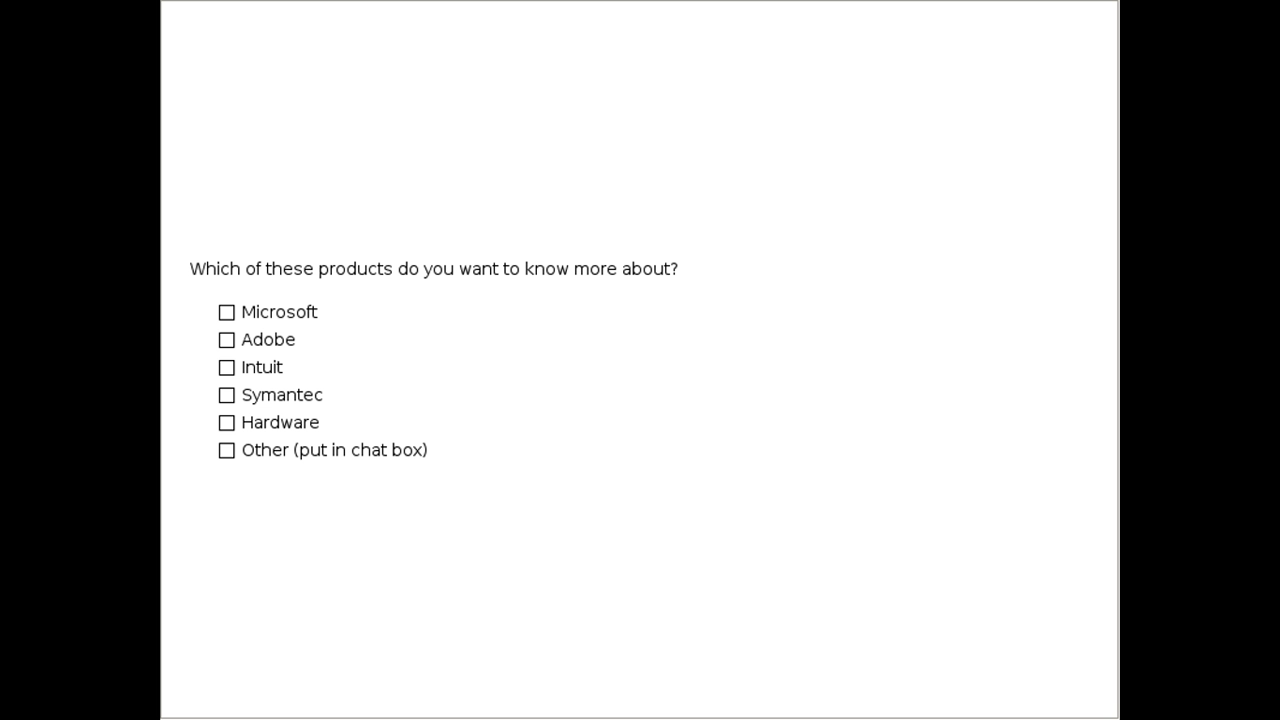 Which of these products do you want to know more about?
Microsoft
Adobe
Intuit
Symantec
Hardware
Other (put in chat box)